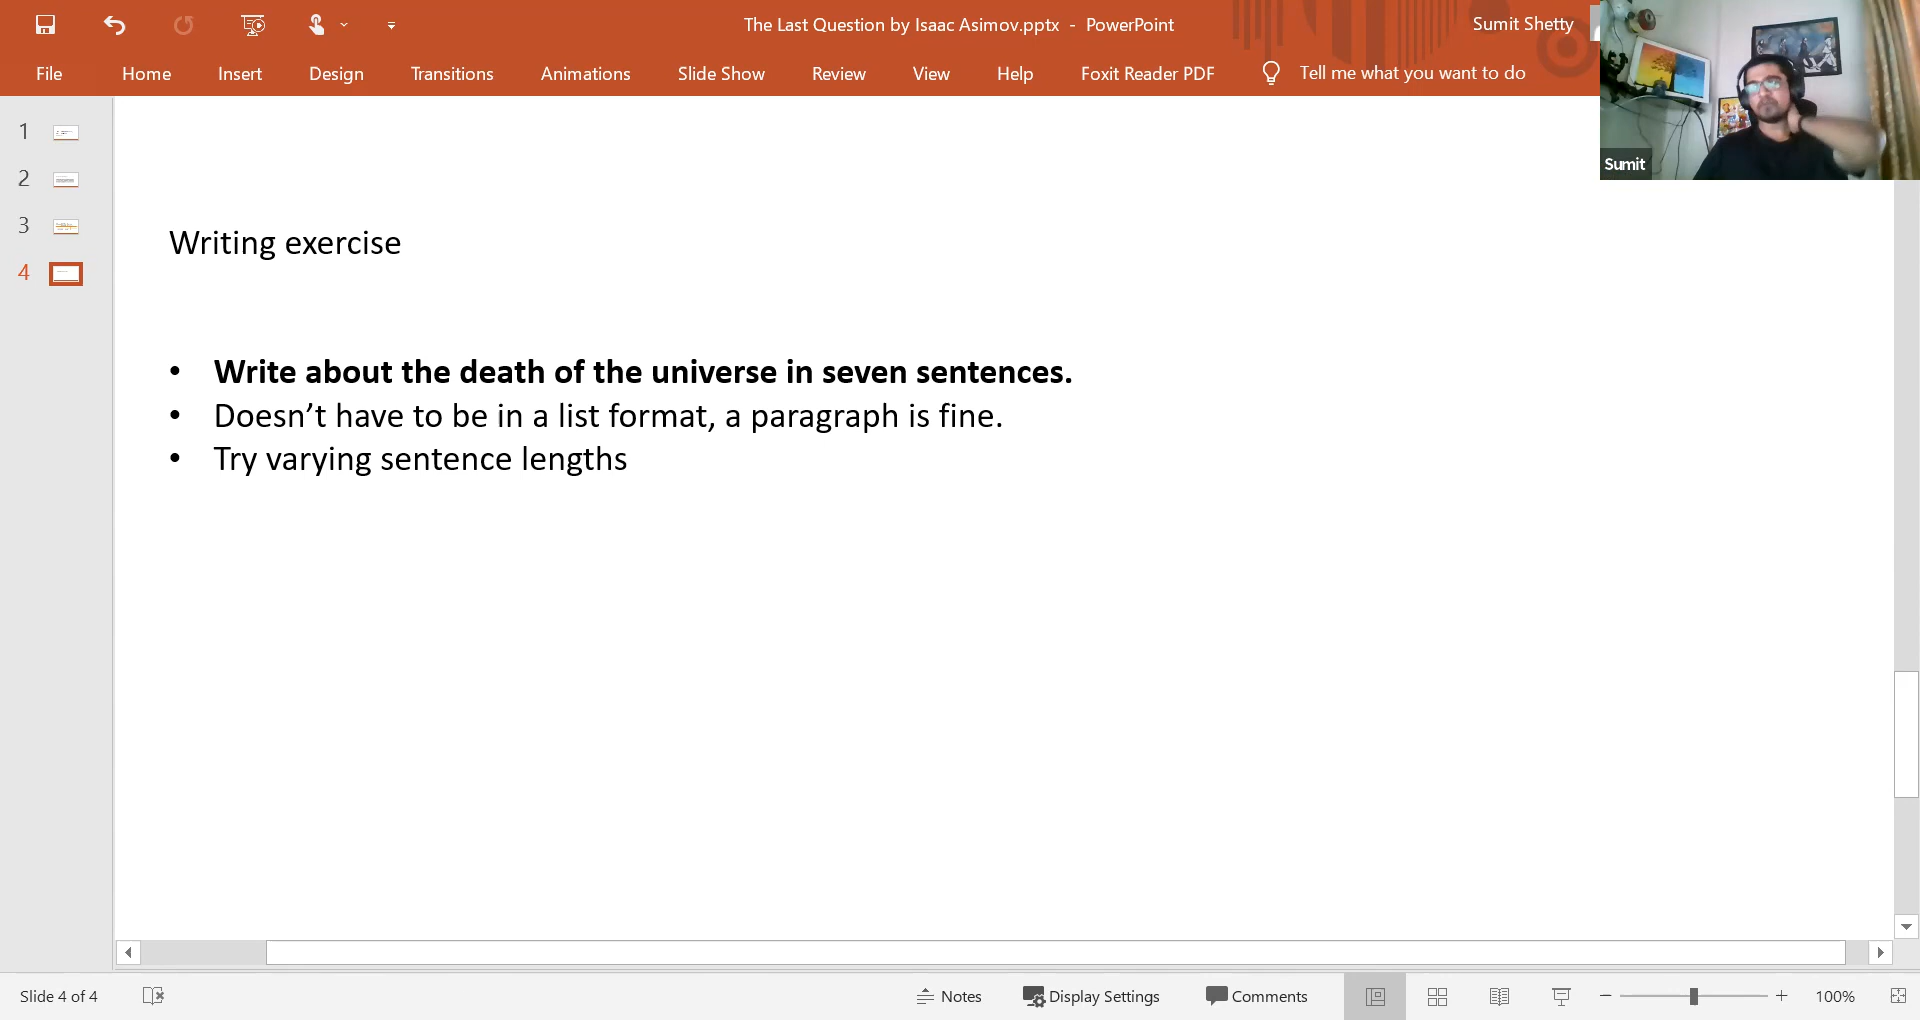 The Last Question by Isaac Asimov.pptx - PowerPoint
Sumit Shetty
File Home Insert Design Transitions Animations Slide Show Review View Help Foxit Reader PDF Tell me what you want to do
Sumit
1
2
3
4
Writing exercise
• Write about the death of the universe in seven sentences.
• Doesn’t have to be in a list format, a paragraph is fine.
• Try varying sentence lengths
Slide 4 of 4 Notes Display Settings Comments 100%